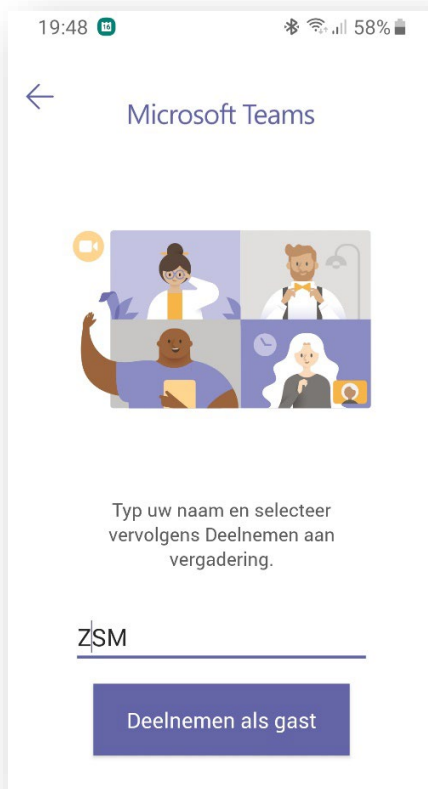 19:48 58%
Microsoft Teams
Typ uw naam en selecteer
vervolgens Deelnemen aan
vergadering.
ZSM
Deelnemen als gast